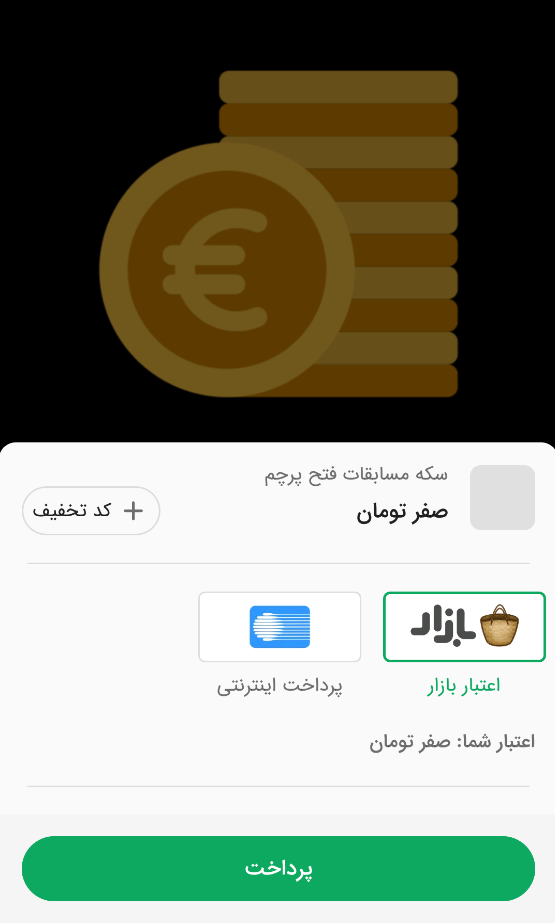 €
سکه مسابقات فتح پرچم
صفر تومان
کد تخفیف
بازار
اعتبار بازار
پرداخت اینترنتی
اعتبار شما: صفر تومان
پرداخت